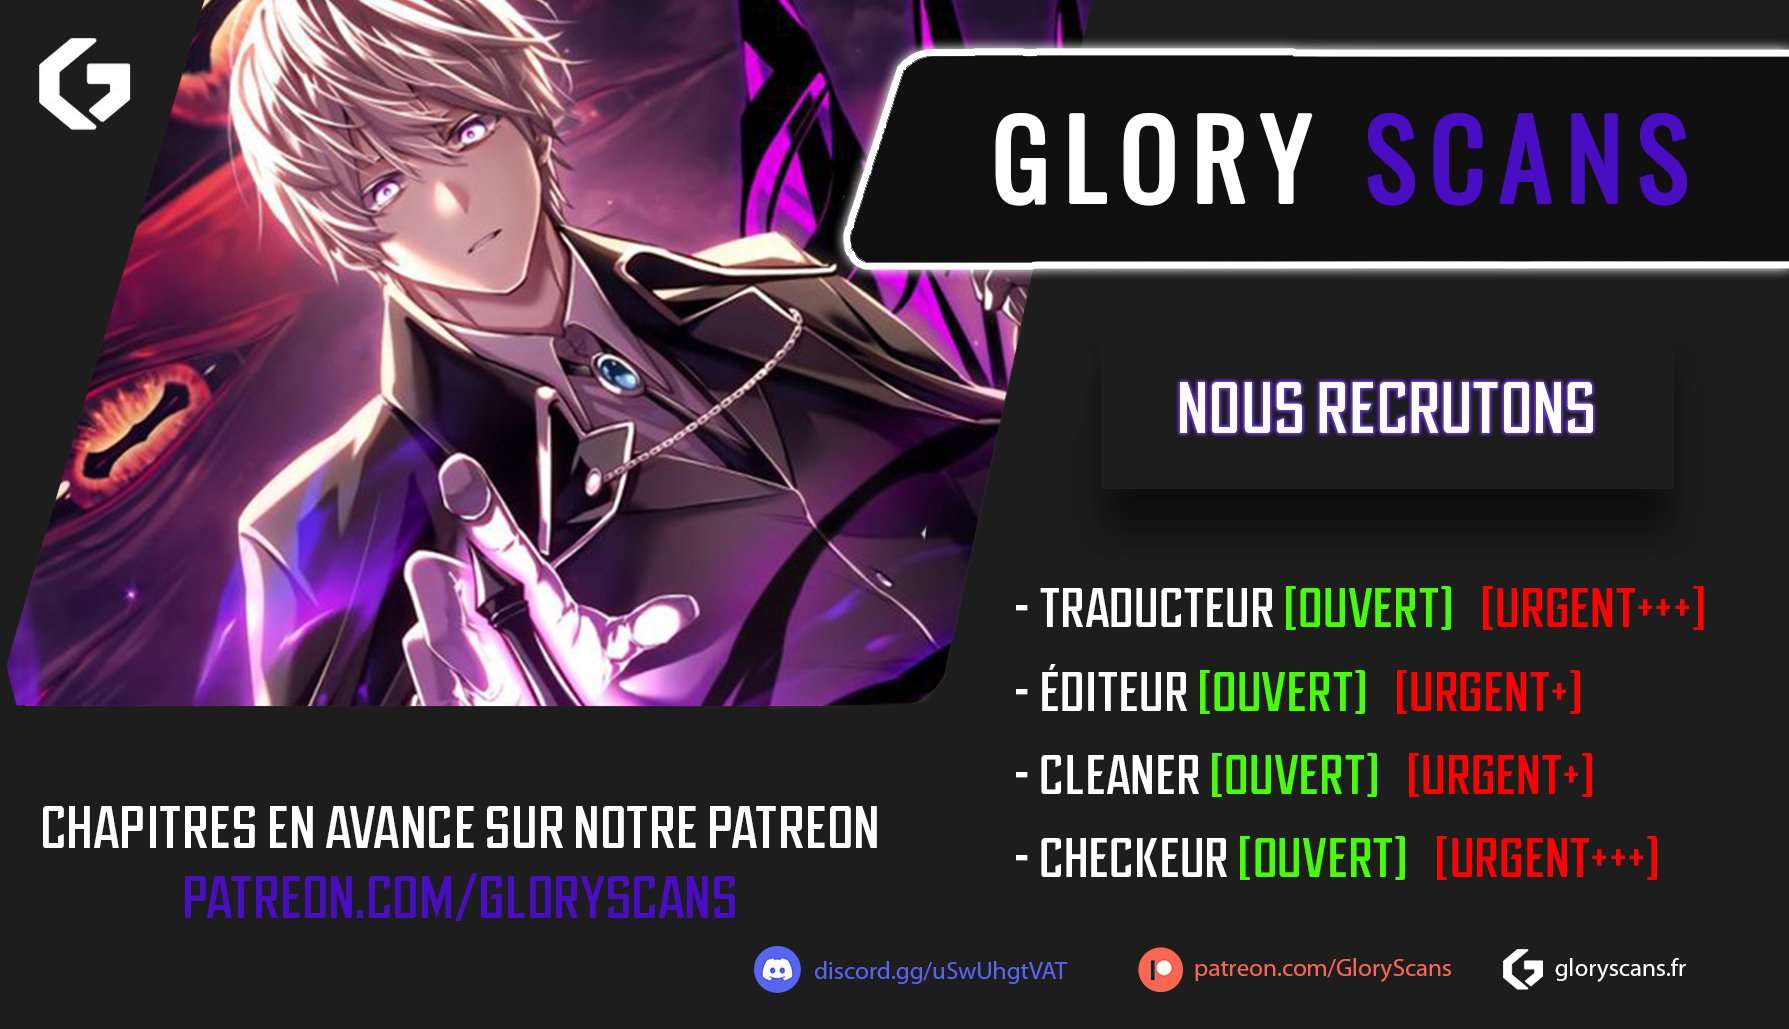 GLORY SCANS
NOUS RECRUTONS
- TRADUCTEUR [OUVERT] [URGENT+++]
- ÉDITEUR [OUVERT] [URGENT+]
- CLEANER [OUVERT] [URGENT+]
- CHECKEUR [OUVERT] [URGENT+++]
CHAPITRES EN AVANCE SUR NOTRE PATREON
PATREON.COM/GLORYSCANS
discord.gg/uSwUhgtVAT
patreon.com/GloryScans
gloryscans.fr